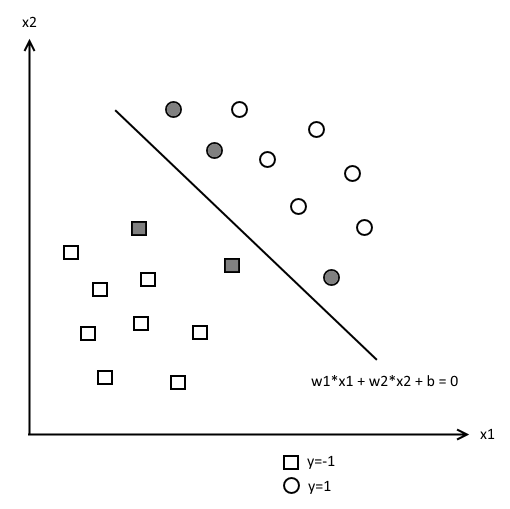 x2
w1*x1 + w2*x2 + b = 0
x1
y=-1
y=1